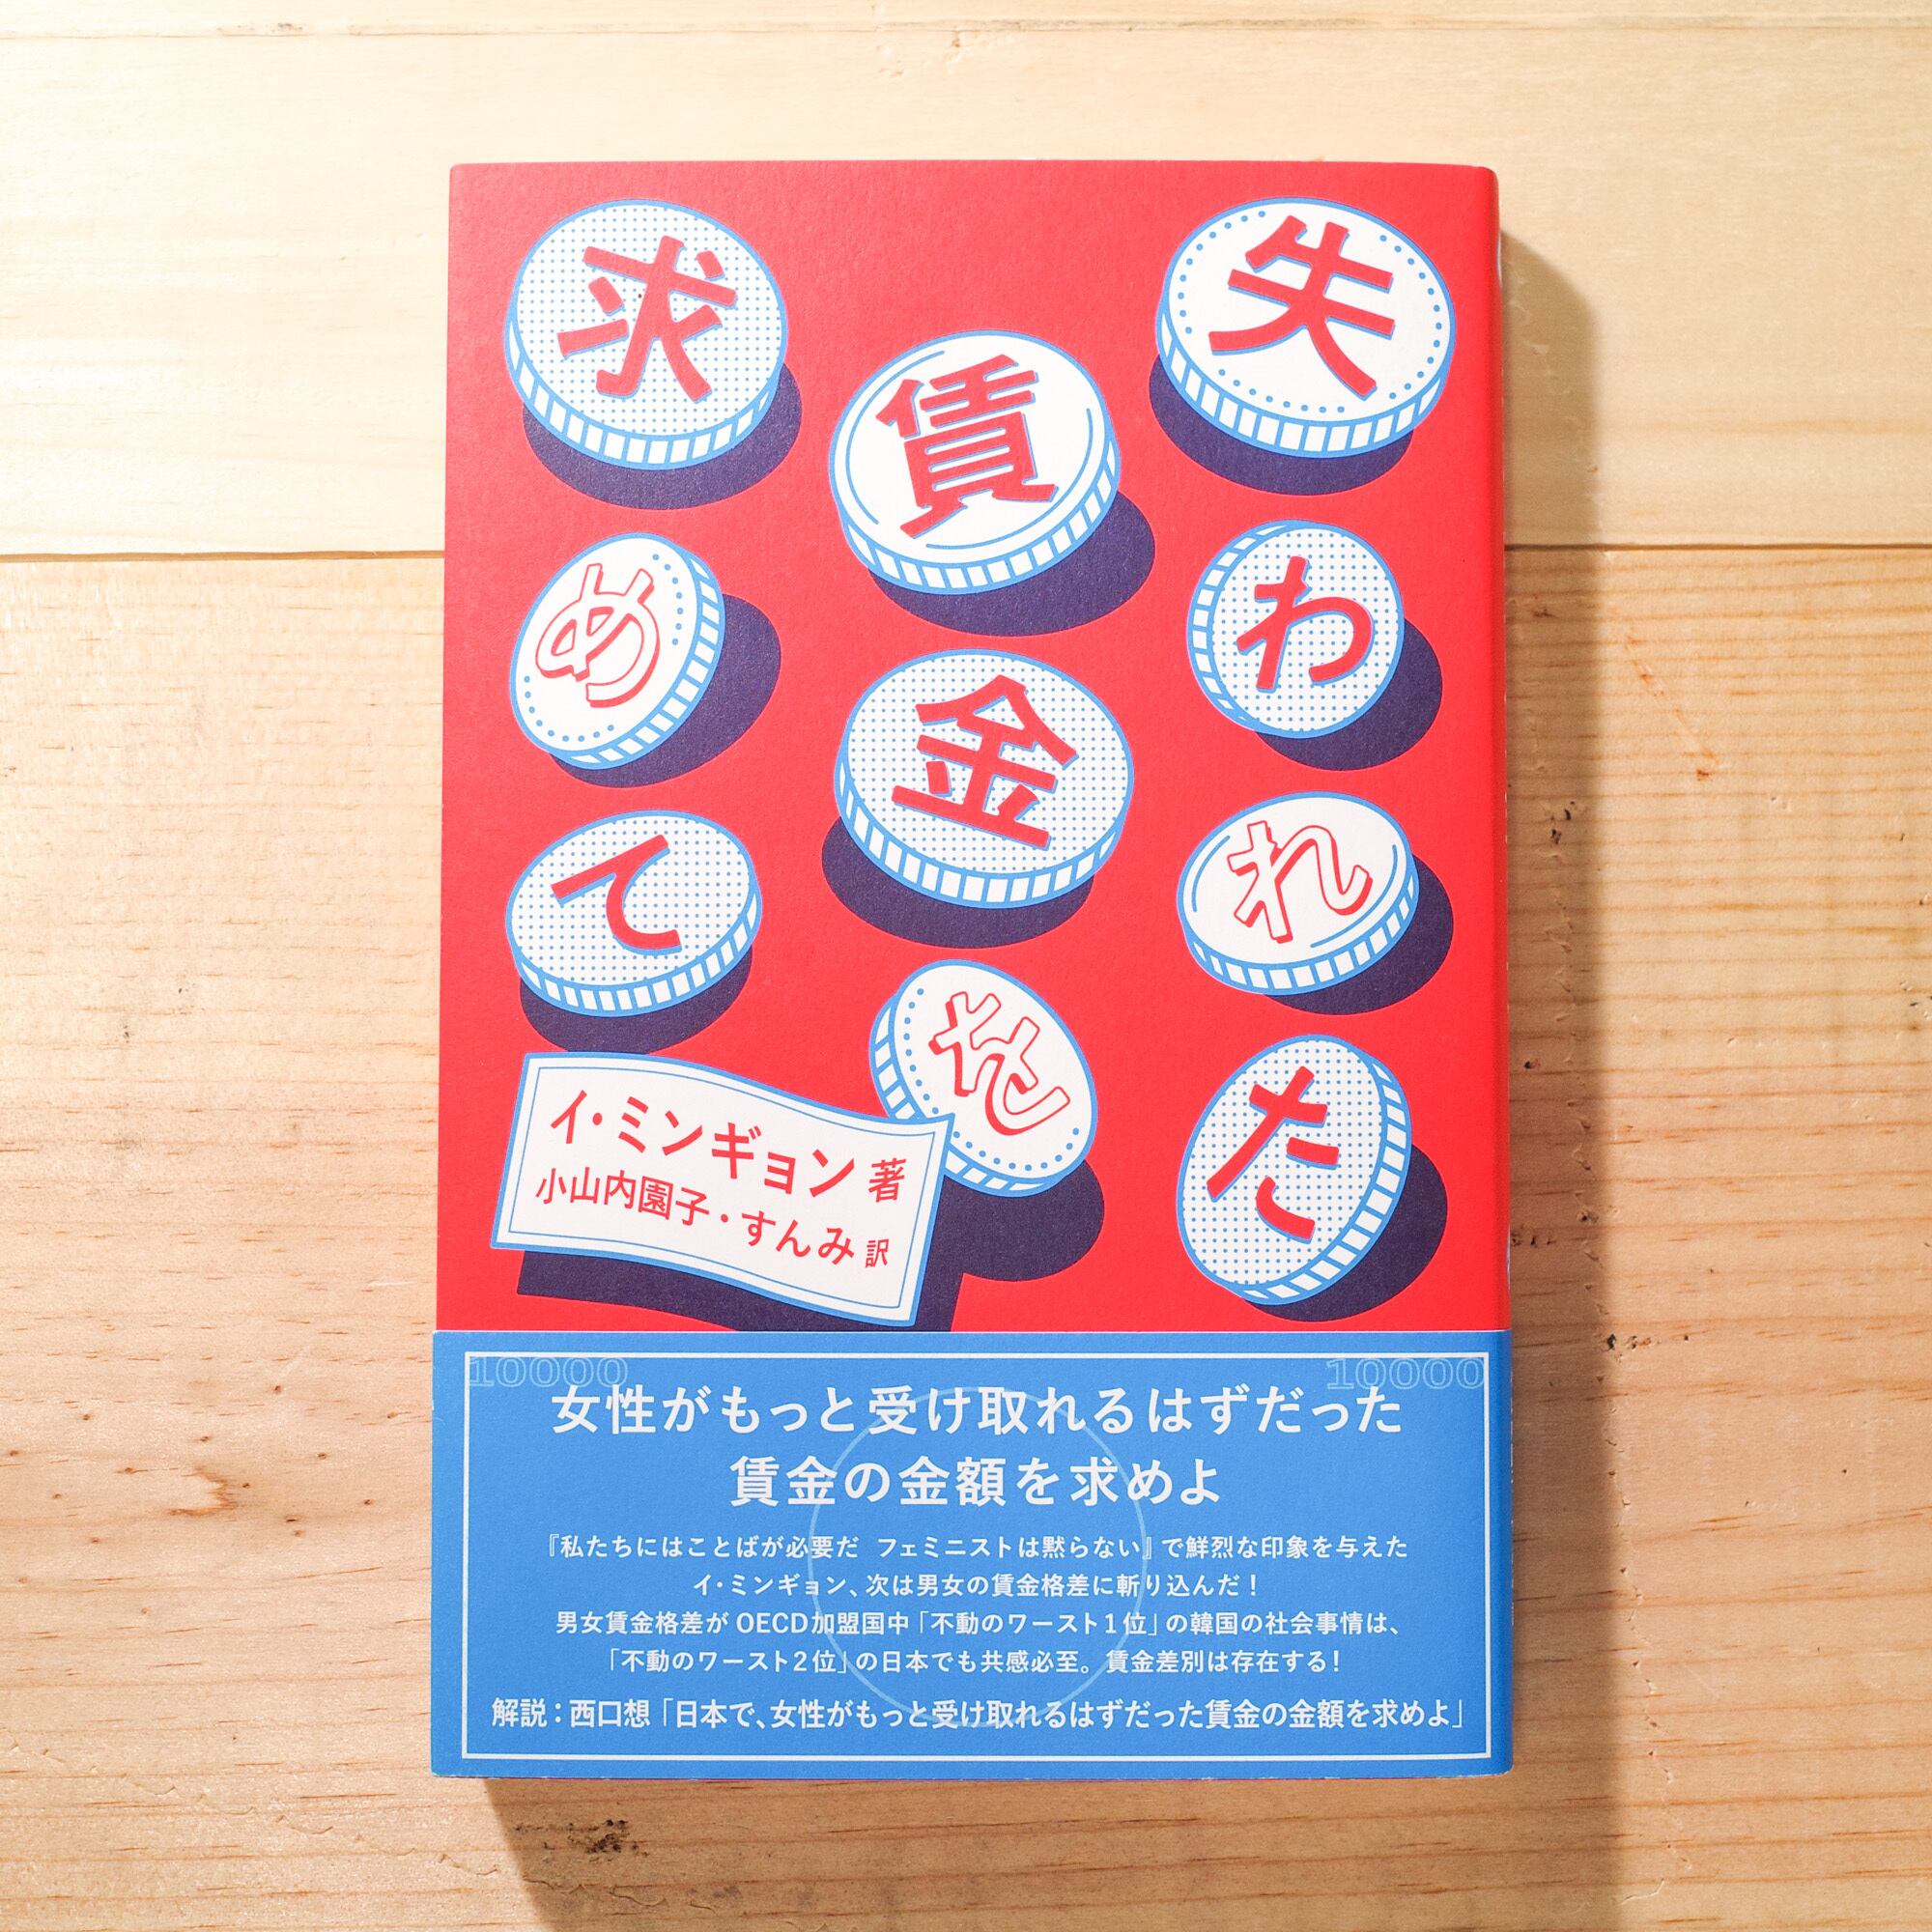 失われた
賃金を
求めて
イ・ミンギョン 著
小山内園子・すんみ 訳
10000
10000
女性がもっと受け取れるはずだった
賃金の金額を求めよ
『私たちにはことばが必要だ フェミニストは黙らない』で鮮烈な印象を与えた
イ・ミンギョン、次は男女の賃金格差に斬り込んだ！
男女賃金格差がOECD加盟国中「不動のワースト1位」の韓国の社会事情は、
「不動のワースト2位」の日本でも共感必至。賃金差別は存在する！
解説：西口想「日本で、女性がもっと受け取れるはずだった賃金の金額を求めよ」